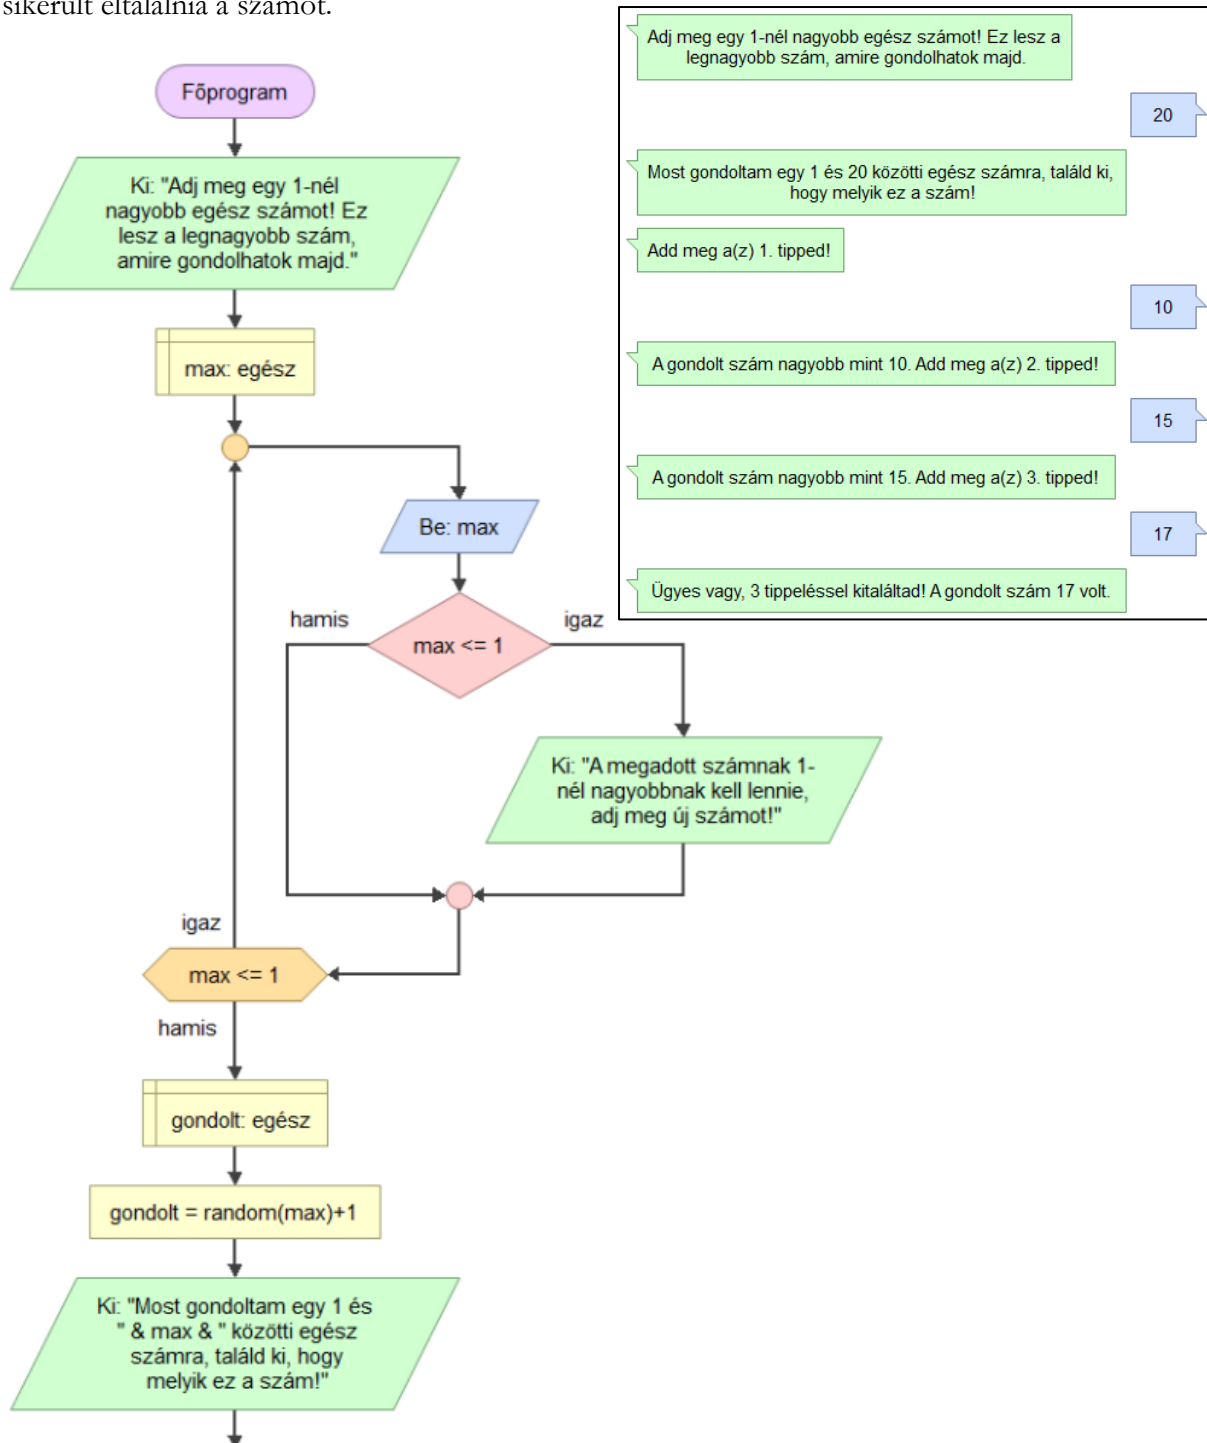 sikerült eltalálnia a számot.
Főprogram
Ki: "Adj meg egy 1-nél
nagyobb egész számot! Ez
lesz a legnagyobb szám,
amire gondolhatok majd."
max: egész
Be: max
hamis
igaz
max <= 1
Ki: "A megadott számnak 1-
nél nagyobbnak kell lennie,
adj meg új számot!"
igaz
max <= 1
hamis
gondolt: egész
gondolt = random(max)+1
Ki: "Most gondoltam egy 1 és
" & max & " közötti egész
számra, találd ki, hogy
melyik ez a szám!"
Adj meg egy 1-nél nagyobb egész számot! Ez lesz a
legnagyobb szám, amire gondolhatok majd.
20
Most gondoltam egy 1 és 20 közötti egész számra, találd ki,
hogy melyik ez a szám!
Add meg a(z) 1. tipped!
10
A gondolt szám nagyobb mint 10. Add meg a(z) 2. tipped!
15
A gondolt szám nagyobb mint 15. Add meg a(z) 3. tipped!
17
Ügyes vagy, 3 tippeléssel kitaláltad! A gondolt szám 17 volt.